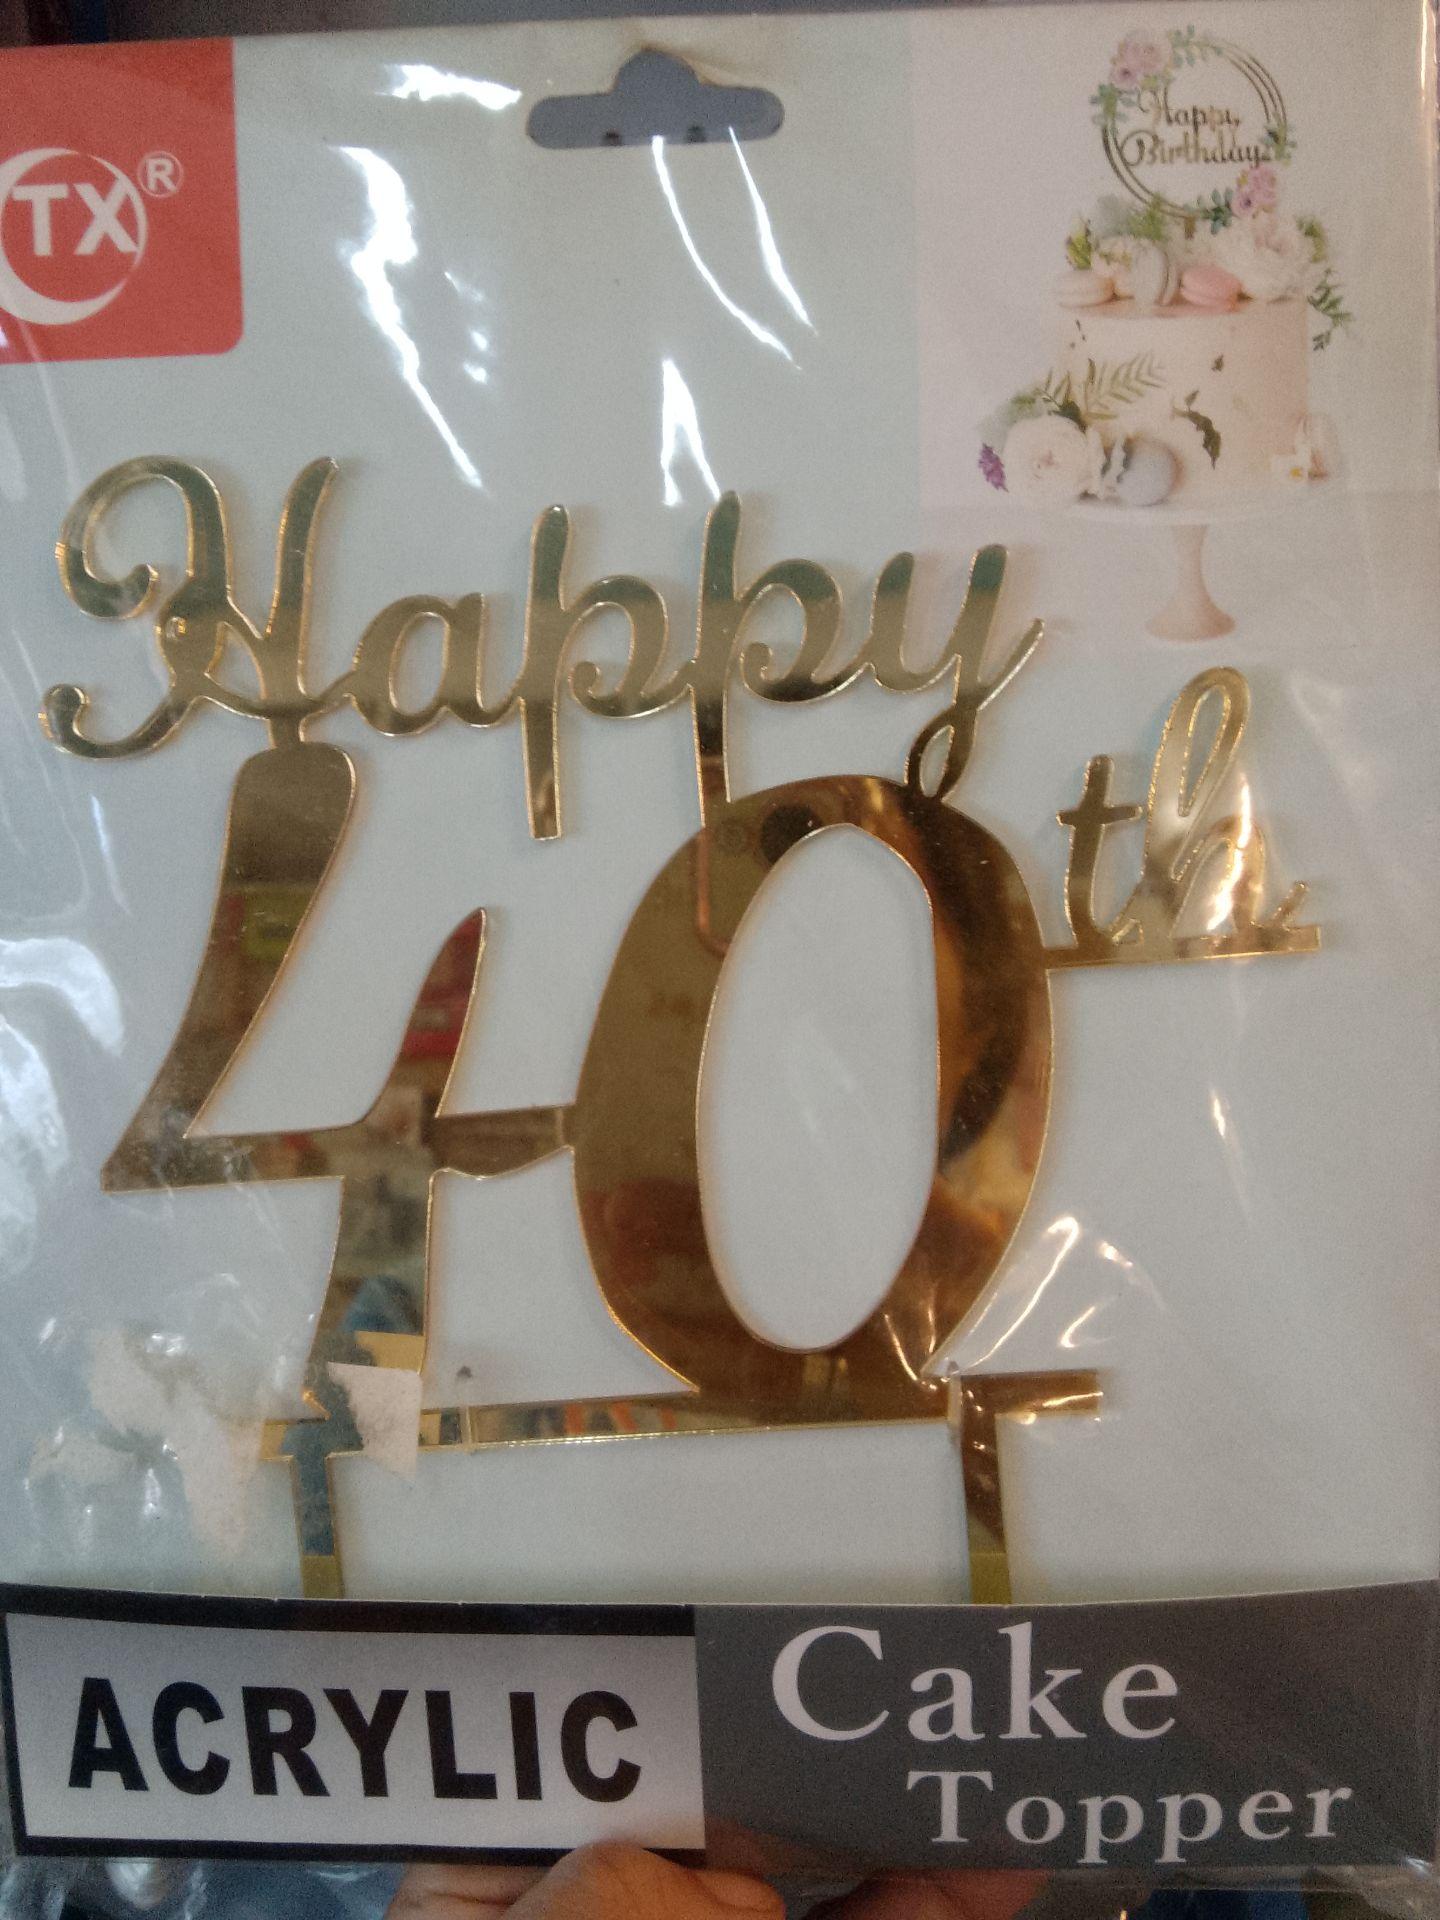 TX®
Happy
Birthday
Happy
40th
ACRYLIC
Cake
Topper